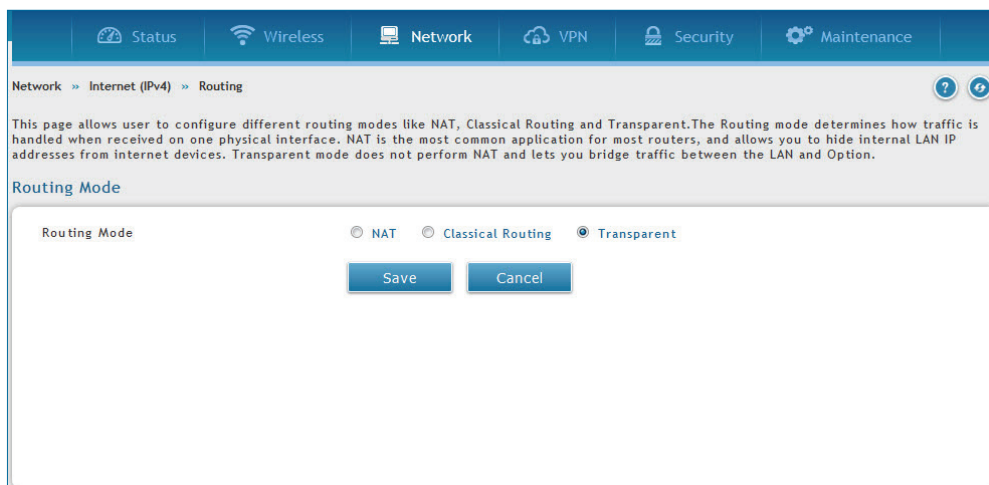 Status Wireless Network VPN Security Maintenance
Network » Internet (IPv4) » Routing
This page allows user to configure different routing modes like NAT, Classical Routing and Transparent.The Routing mode determines how traffic is
handled when received on one physical interface. NAT is the most common application for most routers, and allows you to hide internal LAN IP
addresses from internet devices. Transparent mode does not perform NAT and lets you bridge traffic between the LAN and Option.
Routing Mode
Routing Mode NAT Classical Routing Transparent
Save Cancel